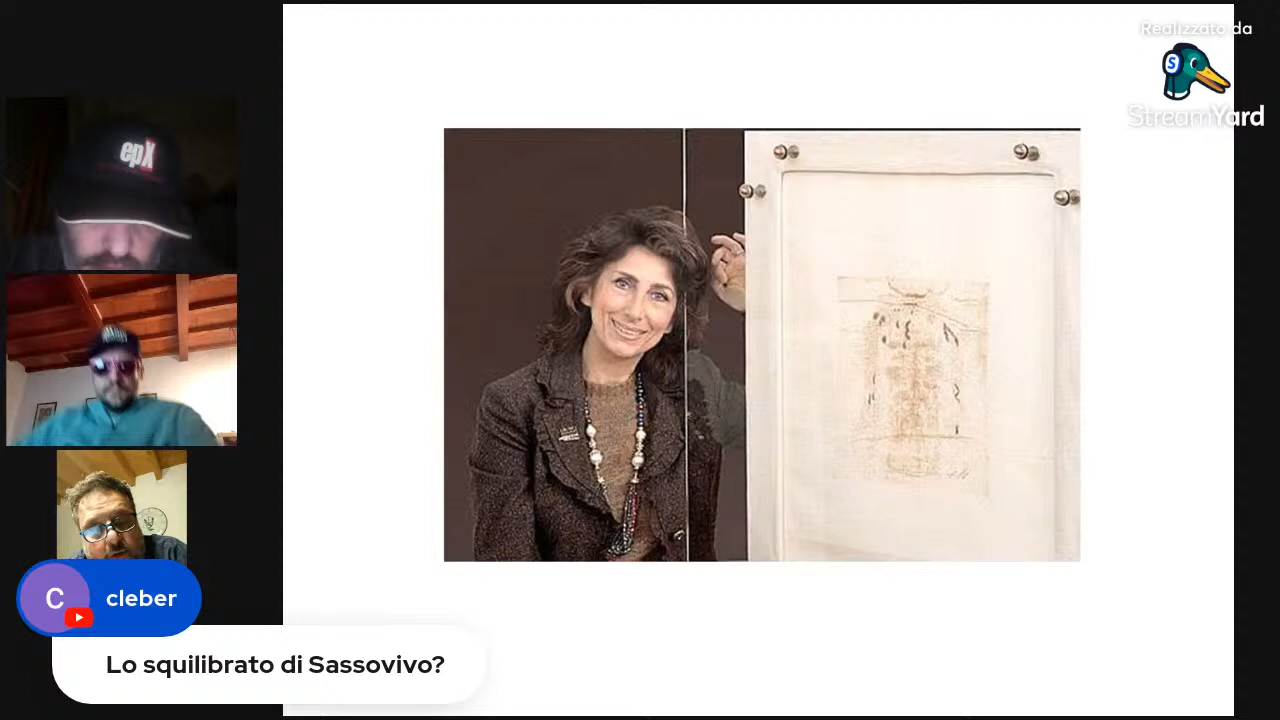 Realizzato da
StreamYard
epX
S
C
cleber
Lo squilibrato di Sassovivo?